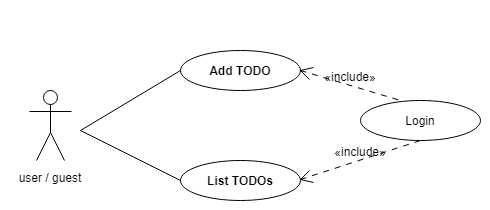 Add TODO
«include»
Login
«include»
user / guest
List TODOs